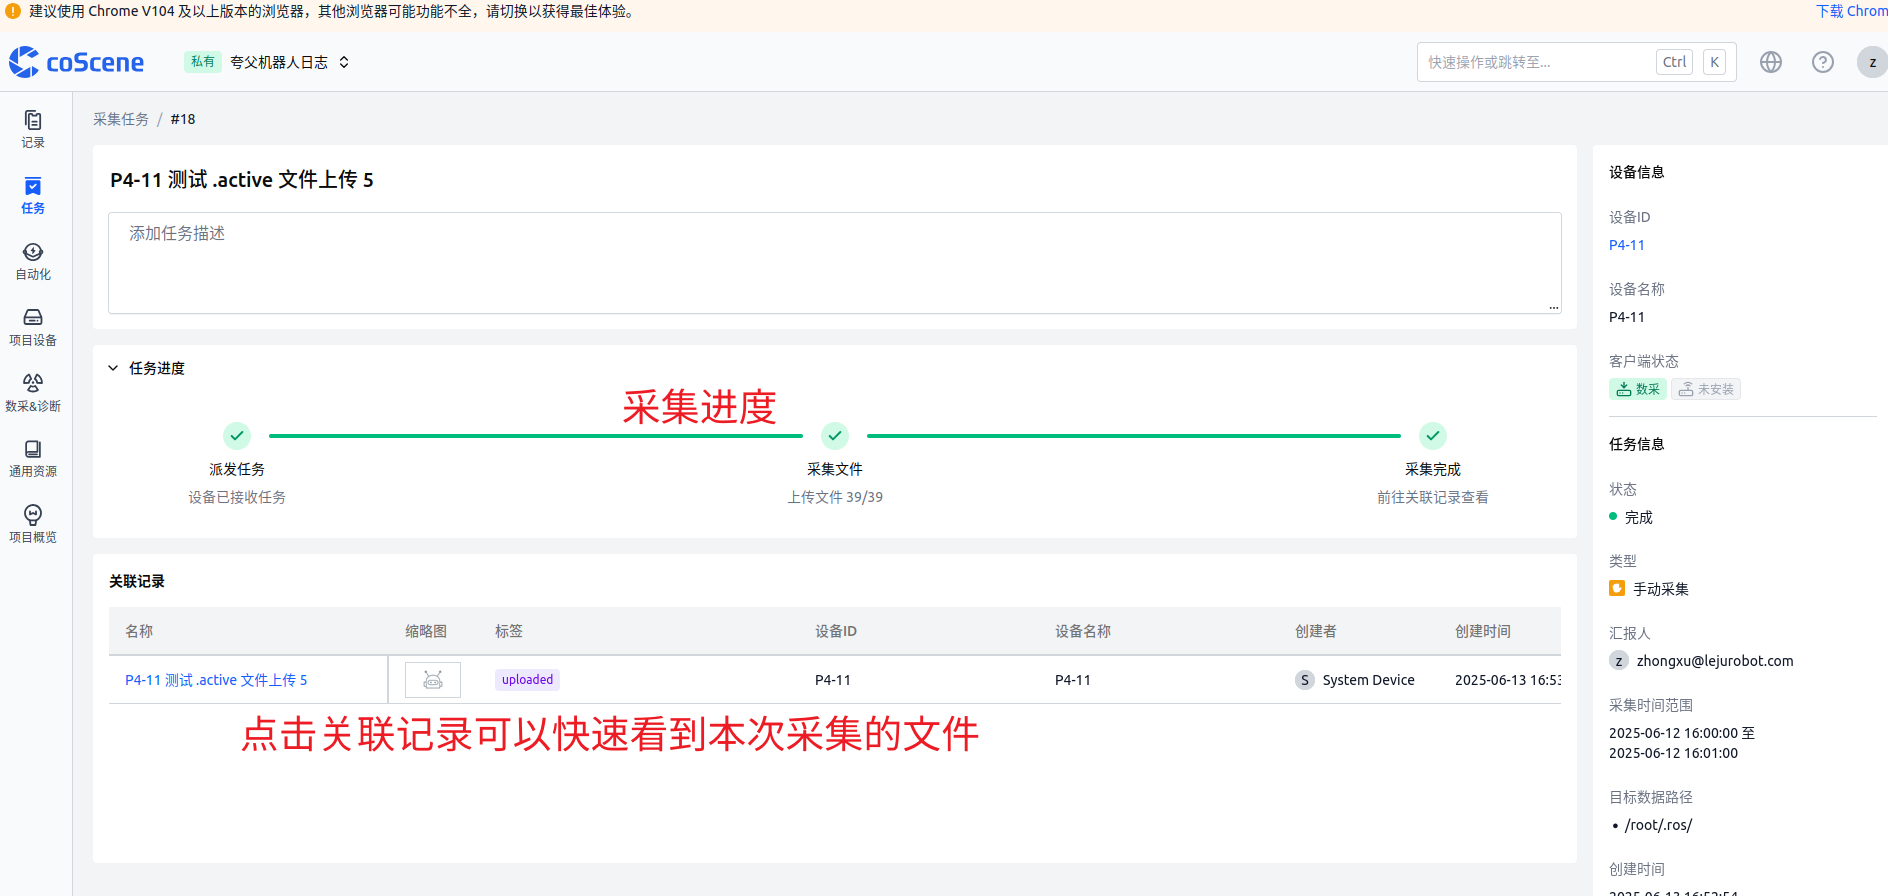 建议使用 Chrome V104 及以上版本的浏览器，其他浏览器可能功能不全，请切换以获得最佳体验。
下载 Chrom
coScene
私有 夸父机器人日志
快速操作或跳转至... Ctrl K
z
记录
任务
自动化
项目设备
数采&诊断
通用资源
项目概览
采集任务 / #18
P4-11 测试 .active 文件上传 5
添加任务描述
任务进度
采集进度
派发任务 采集文件 采集完成
设备已接收任务 上传文件 39/39 前往关联记录查看
关联记录
名称 缩略图 标签 设备ID 设备名称 创建者 创建时间
P4-11 测试 .active 文件上传 5 uploaded P4-11 P4-11 S System Device 2025-06-13 16:53
点击关联记录可以快速看到本次采集的文件
设备信息
设备ID
P4-11
设备名称
P4-11
客户端状态
数采 未安装
任务信息
状态
完成
类型
手动采集
汇报人
z zhongxu@lejurobot.com
采集时间范围
2025-06-12 16:00:00 至
2025-06-12 16:01:00
目标数据路径
• /root/.ros/
创建时间